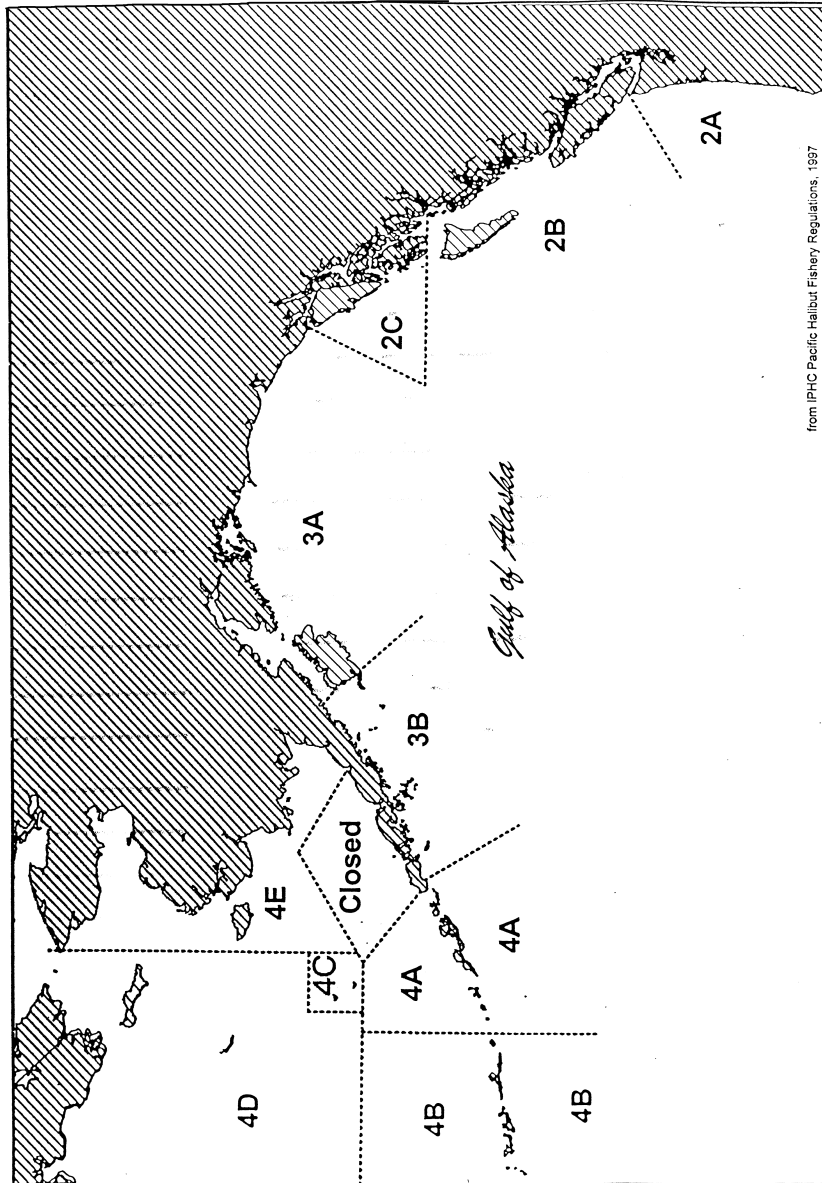 4D
4C
4E
Closed
4B
4A
4B
4A
3B
3A
2C
2B
2A
Gulf of Alaska
from IPHC Pacific Halibut Fishery Regulations, 1997